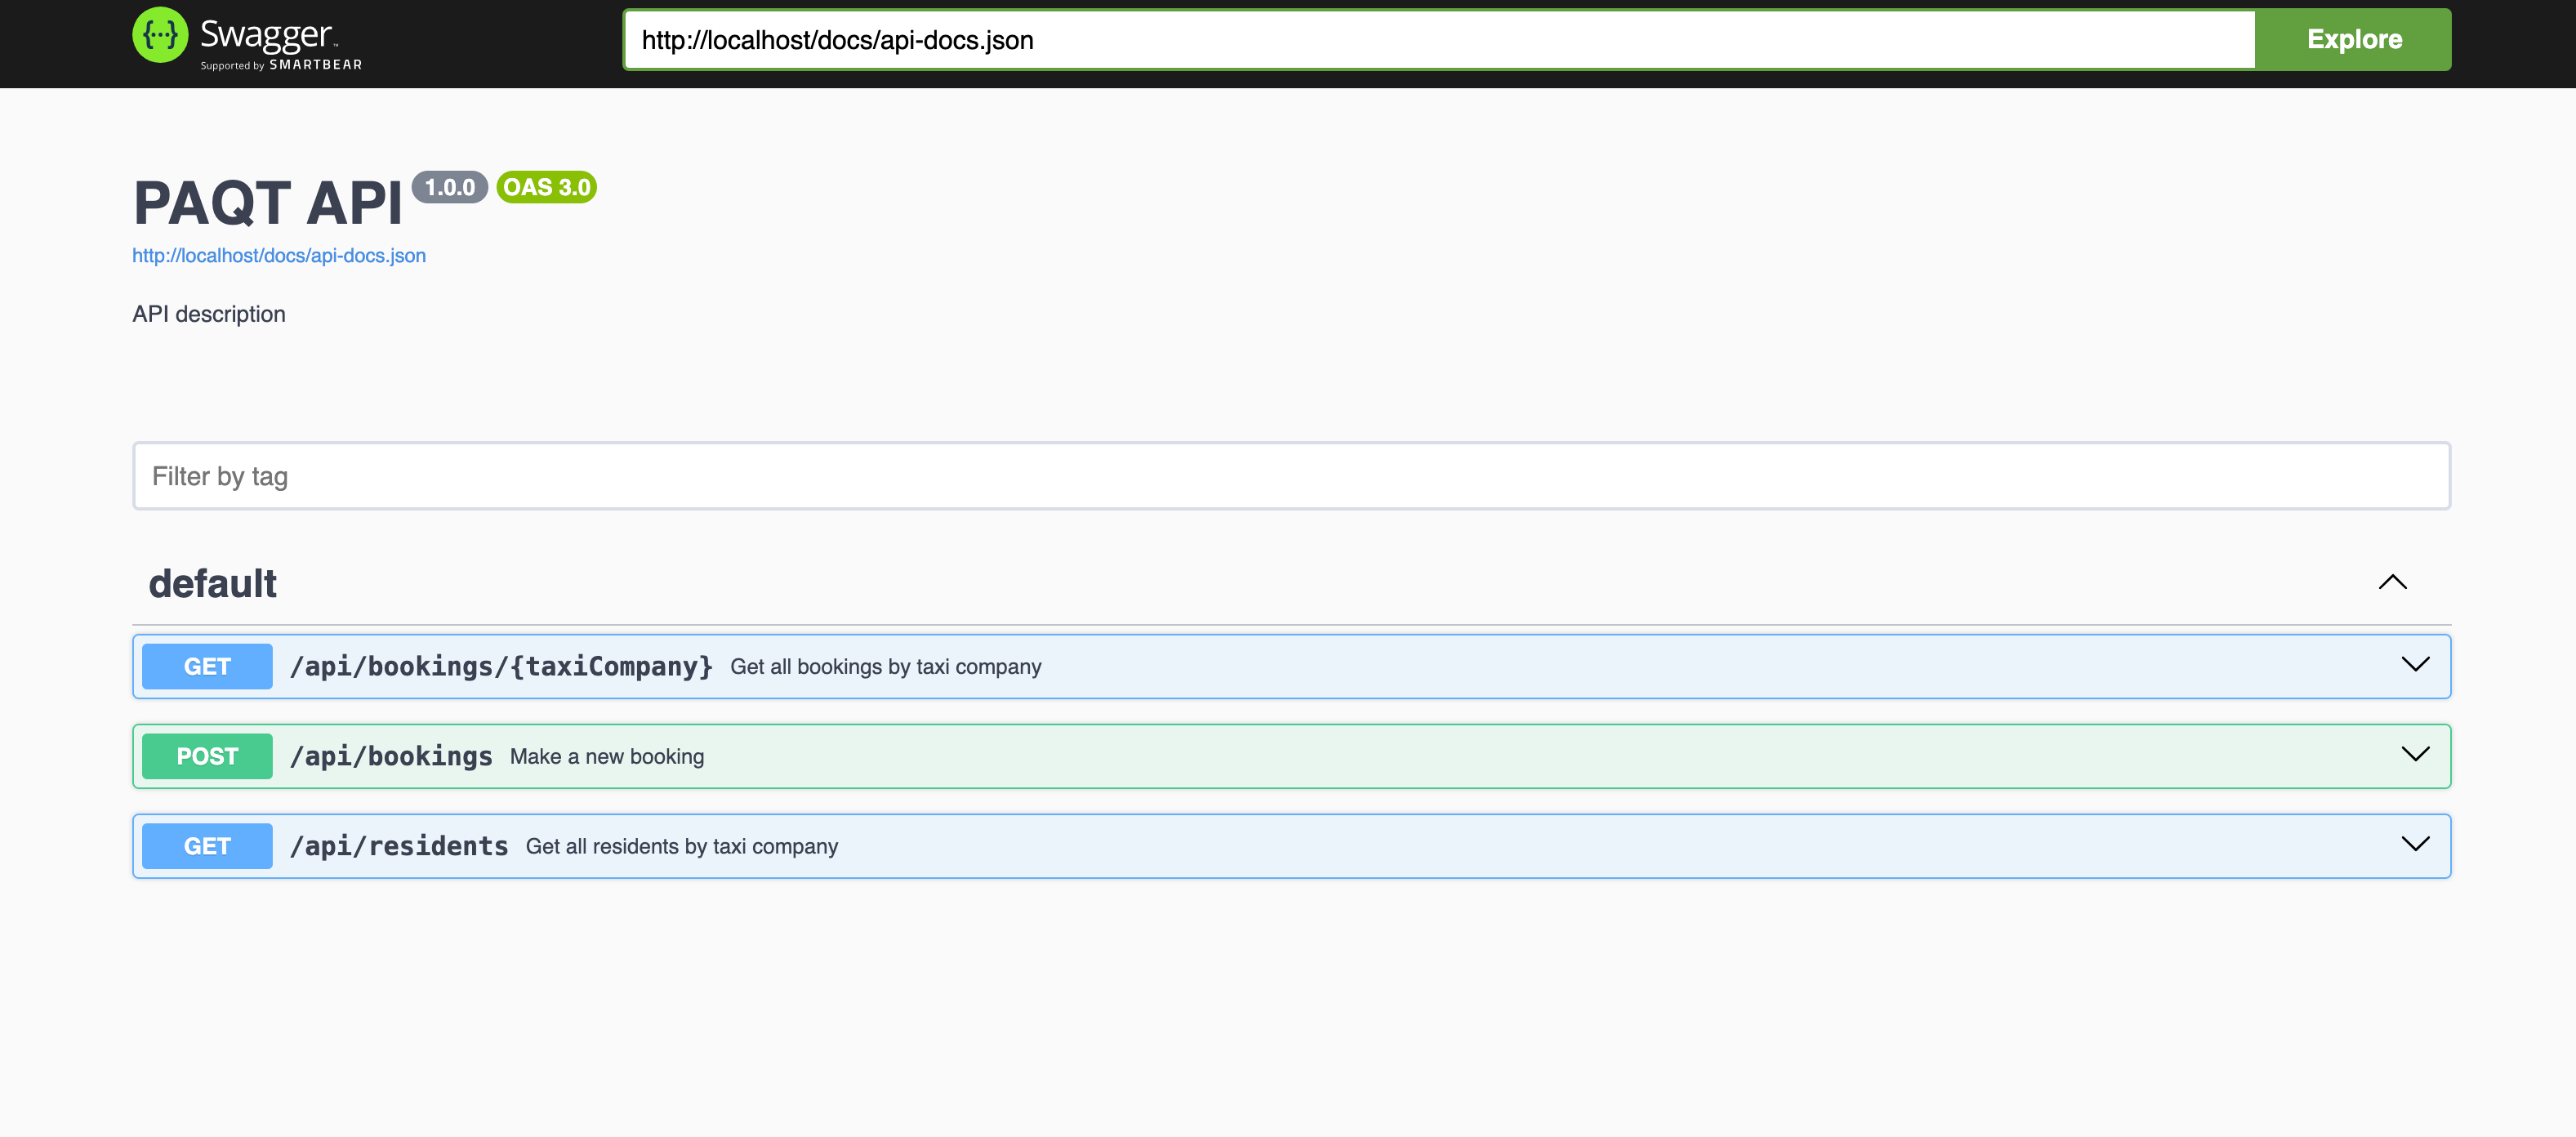 {···} Swagger™
Supported by SMARTBEAR
http://localhost/docs/api-docs.json
Explore
PAQT API 1.0.0 OAS 3.0
http://localhost/docs/api-docs.json
API description
Filter by tag
default
GET /api/bookings/{taxiCompany} Get all bookings by taxi company
POST /api/bookings Make a new booking
GET /api/residents Get all residents by taxi company